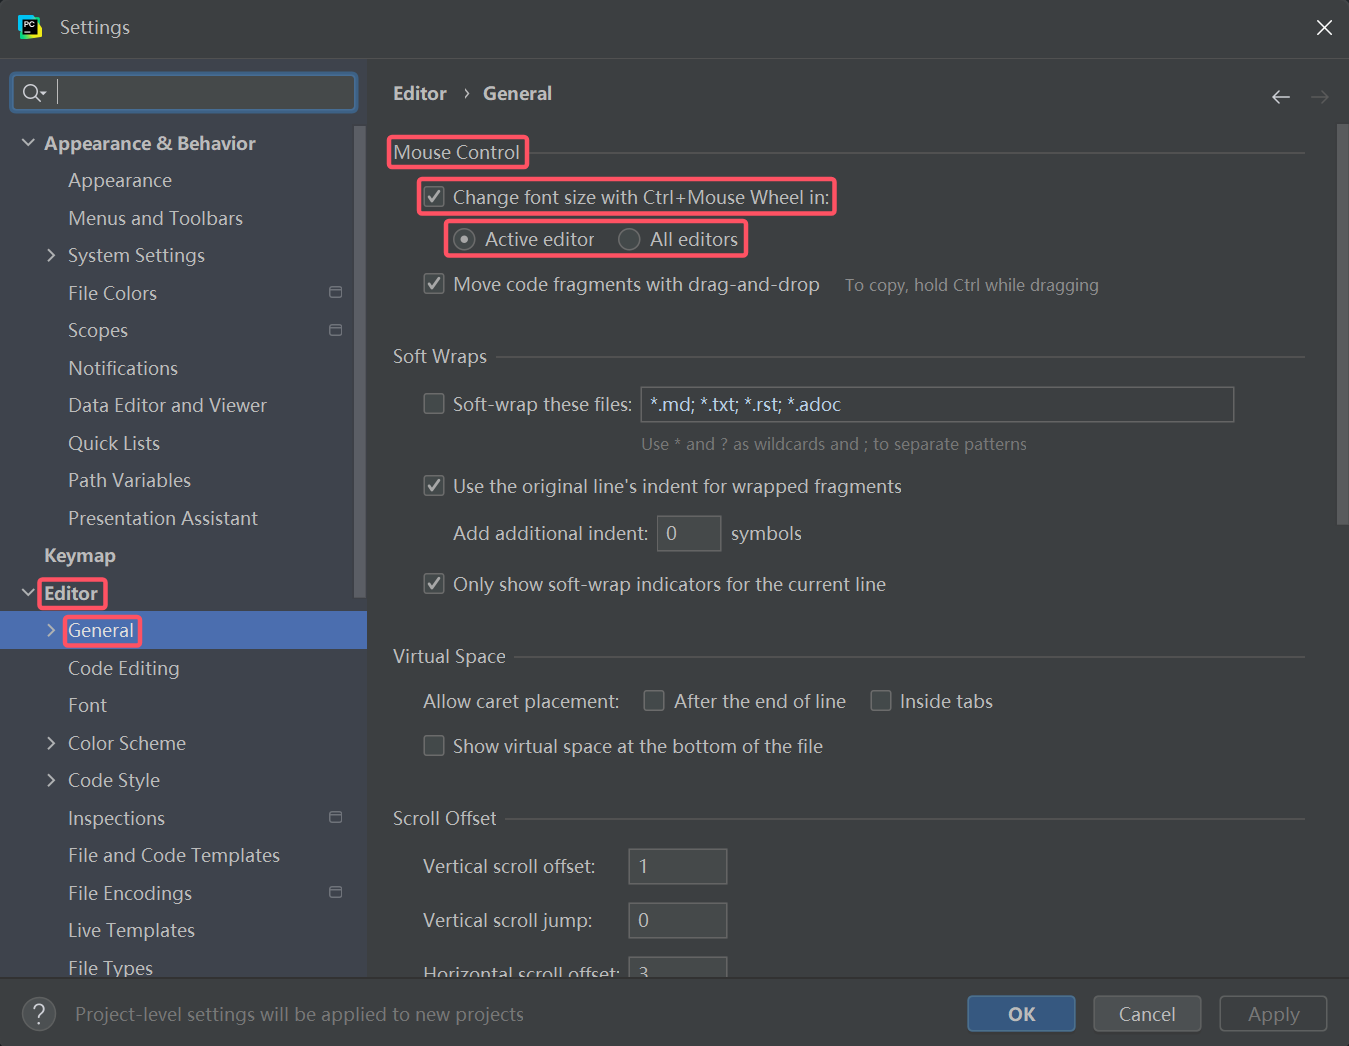 PC
Settings
Appearance & Behavior
Appearance
Menus and Toolbars
System Settings
File Colors
Scopes
Notifications
Data Editor and Viewer
Quick Lists
Path Variables
Presentation Assistant
Keymap
Editor
General
Code Editing
Font
Color Scheme
Code Style
Inspections
File and Code Templates
File Encodings
Live Templates
File Types
Editor › General
Mouse Control
Change font size with Ctrl+Mouse Wheel in:
Active editor All editors
Move code fragments with drag-and-drop To copy, hold Ctrl while dragging
Soft Wraps
Soft-wrap these files: *.md; *.txt; *.rst; *.adoc
Use * and ? as wildcards and ; to separate patterns
Use the original line's indent for wrapped fragments
Add additional indent: 0 symbols
Only show soft-wrap indicators for the current line
Virtual Space
Allow caret placement: After the end of line Inside tabs
Show virtual space at the bottom of the file
Scroll Offset
Vertical scroll offset: 1
Vertical scroll jump: 0
Horizontal scroll offset: 3
? Project-level settings will be applied to new projects
OK Cancel Apply